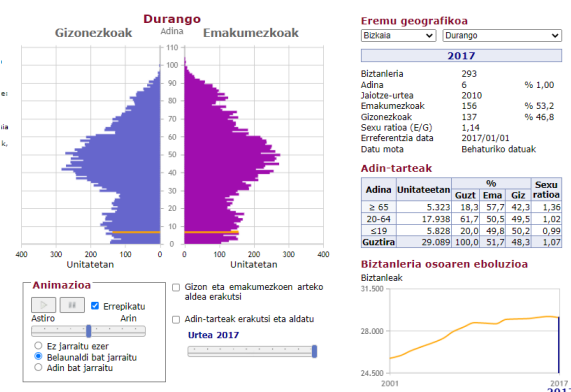 Durango
Gizonezkoak
Adina
Emakumezkoak
110
100
90
80
70
60
50
40
30
20
10
0
400 300 200 100 0
0 100 200 300 400
Unitatetan
Unitatetan
Animazioa
Errepikatu
Astiro
Arin
Ez jarraitu ezer
Belaunaldi bat jarraitu
Adin bat jarraitu
Gizon eta emakumezkoen arteko
aldea erakutsi
Adin-tarteak erakutsi eta aldatu
Urtea 2017
Eremu geografikoa
Bizkaia
Durango
2017
Biztanleria 293
Adina 6 % 1,00
Jaiotze-urtea 2010
Emakumezkoak 156 % 53,2
Gizonezkoak 137 % 46,8
Sexu ratioa (E/G) 1,14
Erreferentzia data 2017/01/01
Datu mota Behaturiko datuak
Adin-tarteak
Adina Unitateetan % Sexu ratioa
Guzt Ema Giz
≥ 65 5.323 18,3 57,7 42,3 1,36
20-64 17.938 61,7 50,5 49,5 1,02
≤19 5.828 20,0 49,8 50,2 0,99
Guztira 29.089 100,0 51,7 48,3 1,07
Biztanleria osoaren eboluzioa
Biztanleak
31.500
28.000
24.500
2001
2017